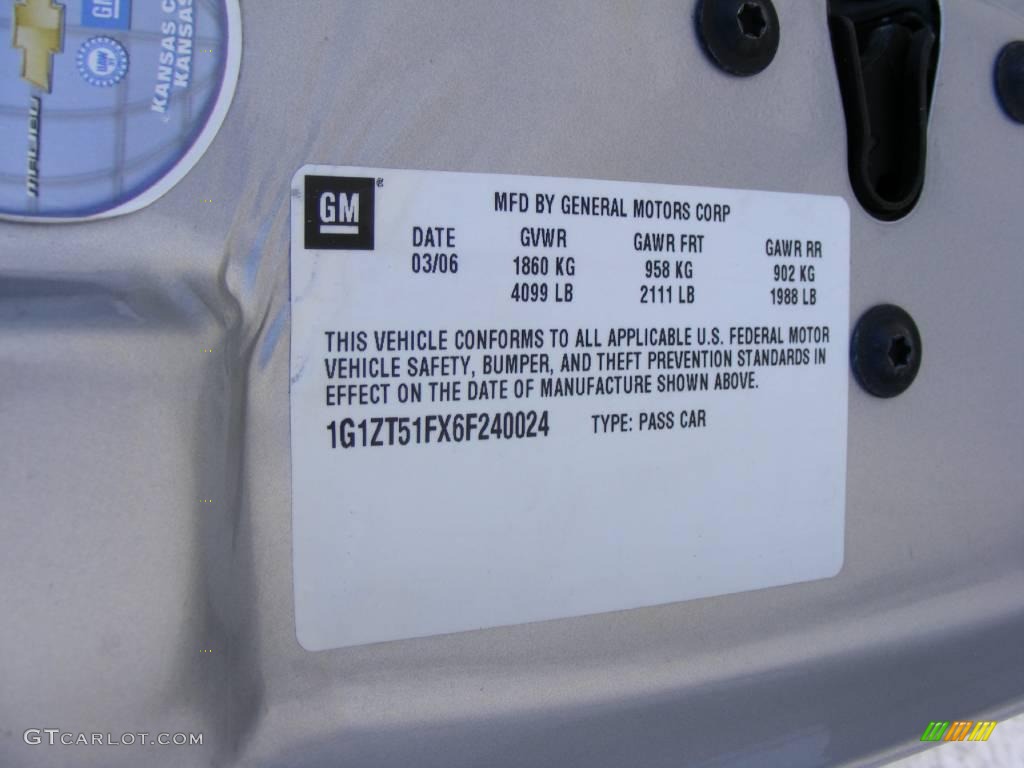 GM
KANSAS
KANSAS
MALIBU
GM
MFD BY GENERAL MOTORS CORP
DATE GVWR GAWR FRT GAWR RR
03/06 1860 KG 958 KG 902 KG
4099 LB 2111 LB 1988 LB
THIS VEHICLE CONFORMS TO ALL APPLICABLE U.S. FEDERAL MOTOR
VEHICLE SAFETY, BUMPER, AND THEFT PREVENTION STANDARDS IN
EFFECT ON THE DATE OF MANUFACTURE SHOWN ABOVE.
1G1ZT51FX6F240024 TYPE: PASS CAR
GTCARLOT.COM